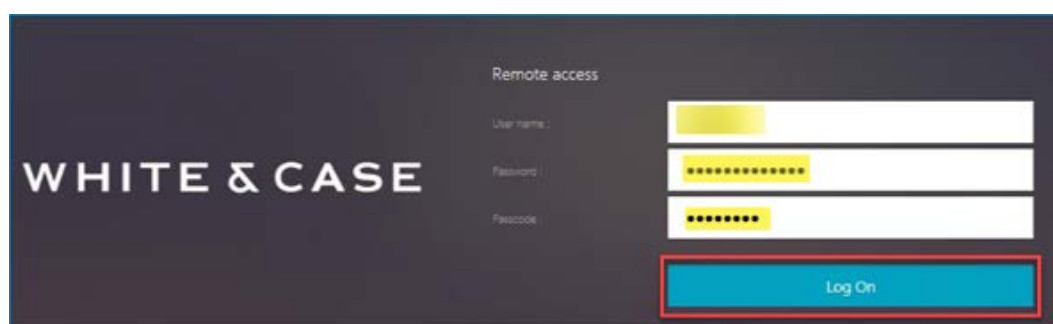 Remote access
User name :
WHITE & CASE
Password
Passcode
Log On